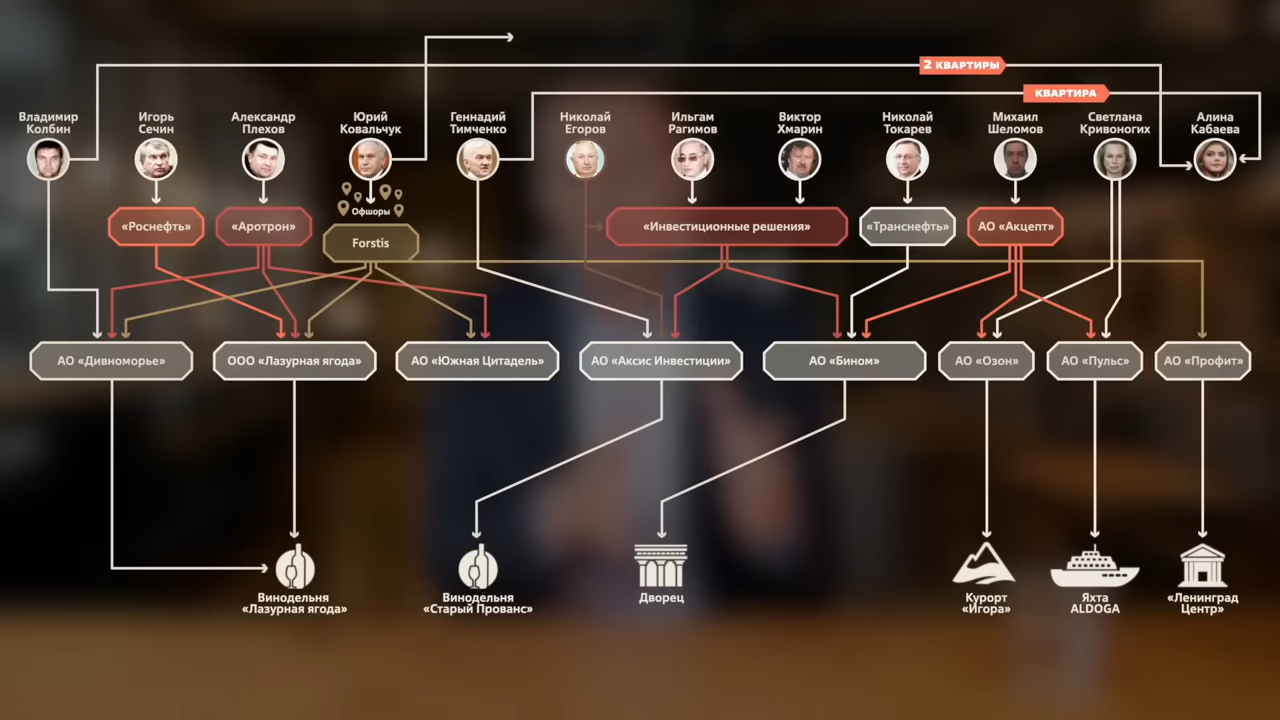 2 КВАРТИРЫ
КВАРТИРА
Владимир
Колбин
Игорь
Сечин
Александр
Плехов
Юрий
Ковальчук
Геннадий
Тимченко
Николай
Егоров
Ильгам
Рагимов
Виктор
Хмарин
Николай
Токарев
Михаил
Шеломов
Светлана
Кривоногих
Алина
Кабаева
Офшоры
«Роснефть»
«Аротрон»
Forstis
«Инвестиционные решения»
«Транснефть»
АО «Акцепт»
АО «Дивноморье»
ООО «Лазурная ягода»
АО «Южная Цитадель»
АО «Аксис Инвестиции»
АО «Бином»
АО «Озон»
АО «Пульс»
АО «Профит»
Винодельня
«Лазурная ягода»
Винодельня
«Старый Прованс»
Дворец
Курорт
«Игора»
Яхта
ALDOGA
«Ленинград
Центр»